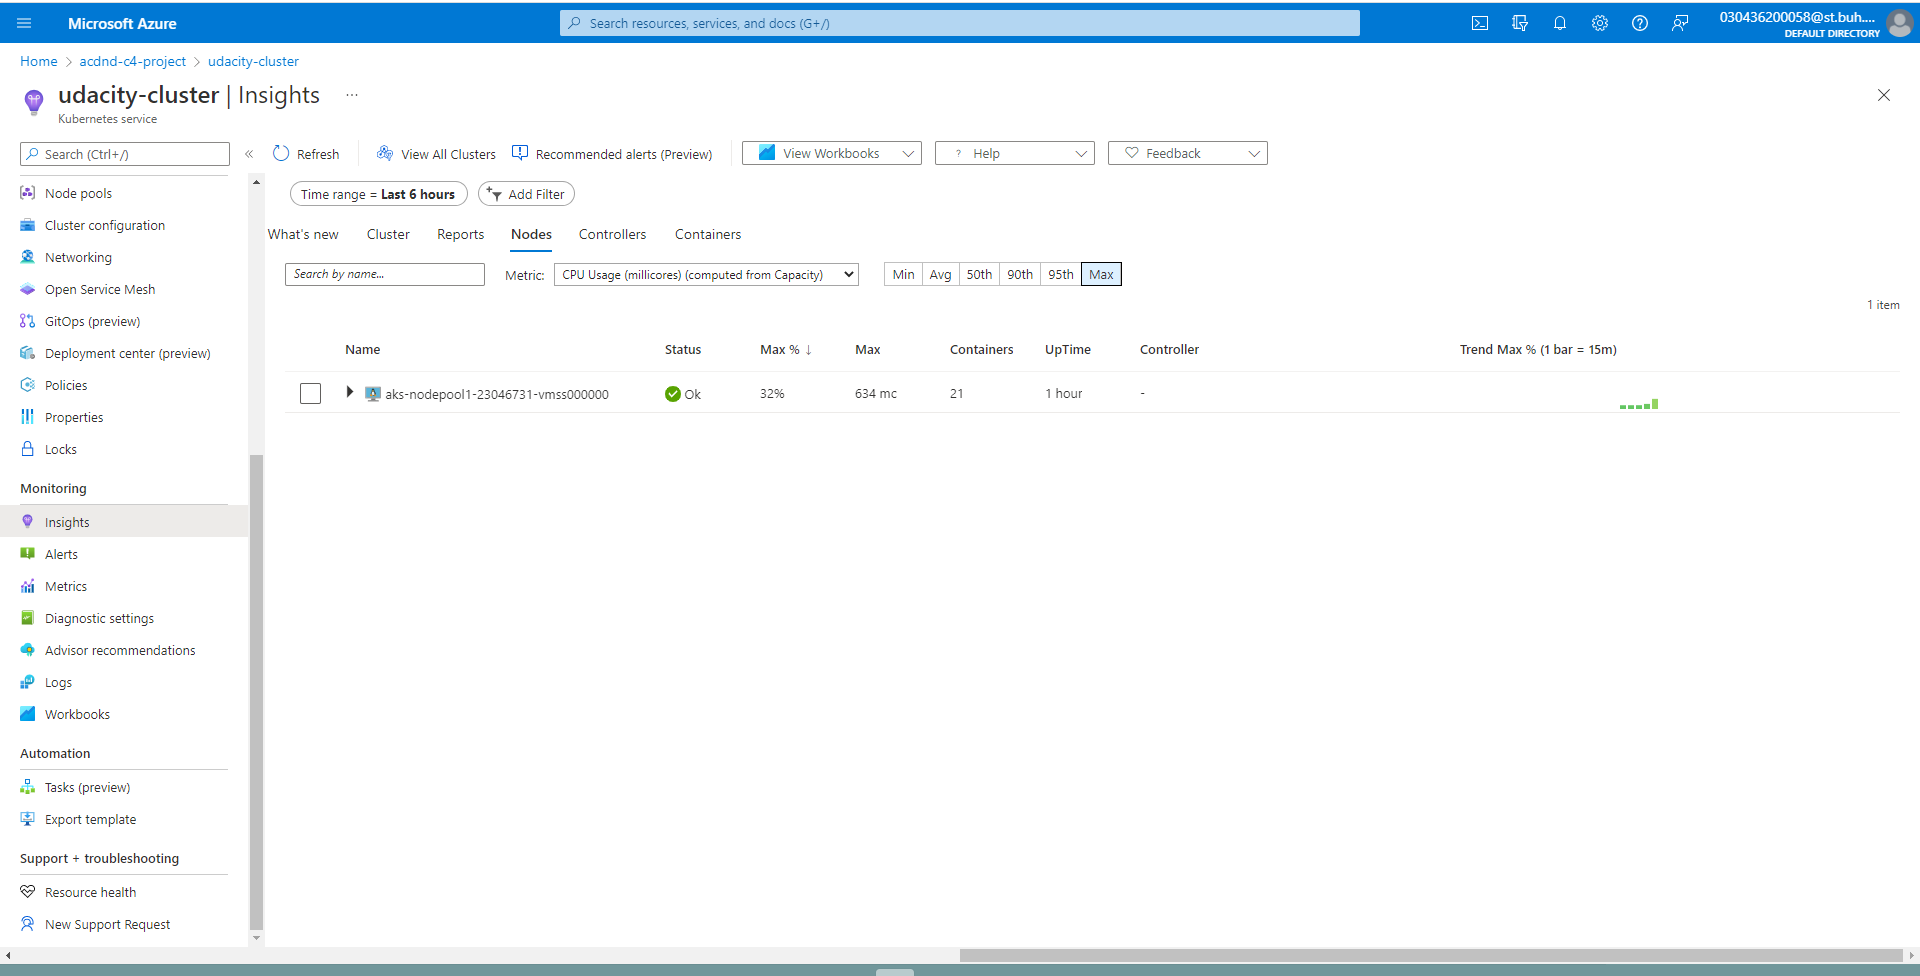 Microsoft Azure
Search resources, services, and docs (G+/)
030436200058@st.buh....
DEFAULT DIRECTORY
Home > acdnd-c4-project > udacity-cluster
udacity-cluster | Insights ...
Kubernetes service
Search (Ctrl+/)
«
Refresh
View All Clusters
Recommended alerts (Preview)
View Workbooks
? Help
Feedback
Time range = Last 6 hours
Add Filter
What's new
Cluster
Reports
Nodes
Controllers
Containers
Search by name...
Metric:
CPU Usage (millicores) (computed from Capacity)
Min
Avg
50th
90th
95th
Max
1 item
Name
Status
Max % ↓
Max
Containers
UpTime
Controller
Trend Max % (1 bar = 15m)
aks-nodepool1-23046731-vmss000000
Ok
32%
634 mc
21
1 hour
-
Node pools
Cluster configuration
Networking
Open Service Mesh
GitOps (preview)
Deployment center (preview)
Policies
Properties
Locks
Monitoring
Insights
Alerts
Metrics
Diagnostic settings
Advisor recommendations
Logs
Workbooks
Automation
Tasks (preview)
Export template
Support + troubleshooting
Resource health
New Support Request